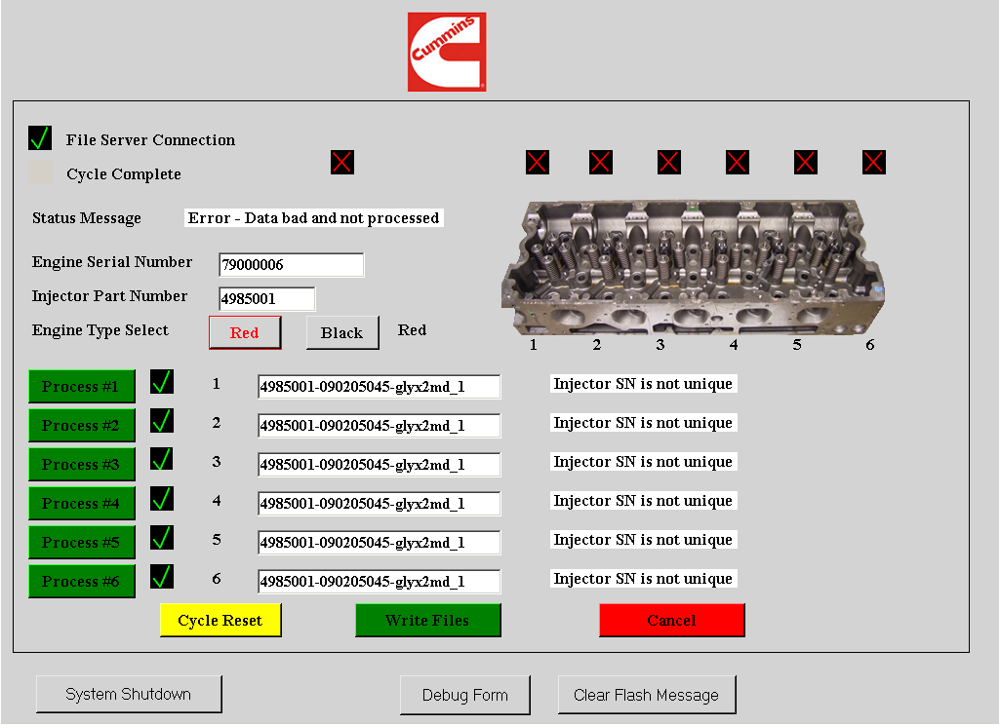 Cummins
File Server Connection
Cycle Complete
Status Message Error - Data bad and not processed
Engine Serial Number 79000006
Injector Part Number 4985001
Engine Type Select Red Black Red
1 2 3 4 5 6
Process #1 1 4985001-090205045-glyx2md_1 Injector SN is not unique
Process #2 2 4985001-090205045-glyx2md_1 Injector SN is not unique
Process #3 3 4985001-090205045-glyx2md_1 Injector SN is not unique
Process #4 4 4985001-090205045-glyx2md_1 Injector SN is not unique
Process #5 5 4985001-090205045-glyx2md_1 Injector SN is not unique
Process #6 6 4985001-090205045-glyx2md_1 Injector SN is not unique
Cycle Reset Write Files Cancel
System Shutdown Debug Form Clear Flash Message